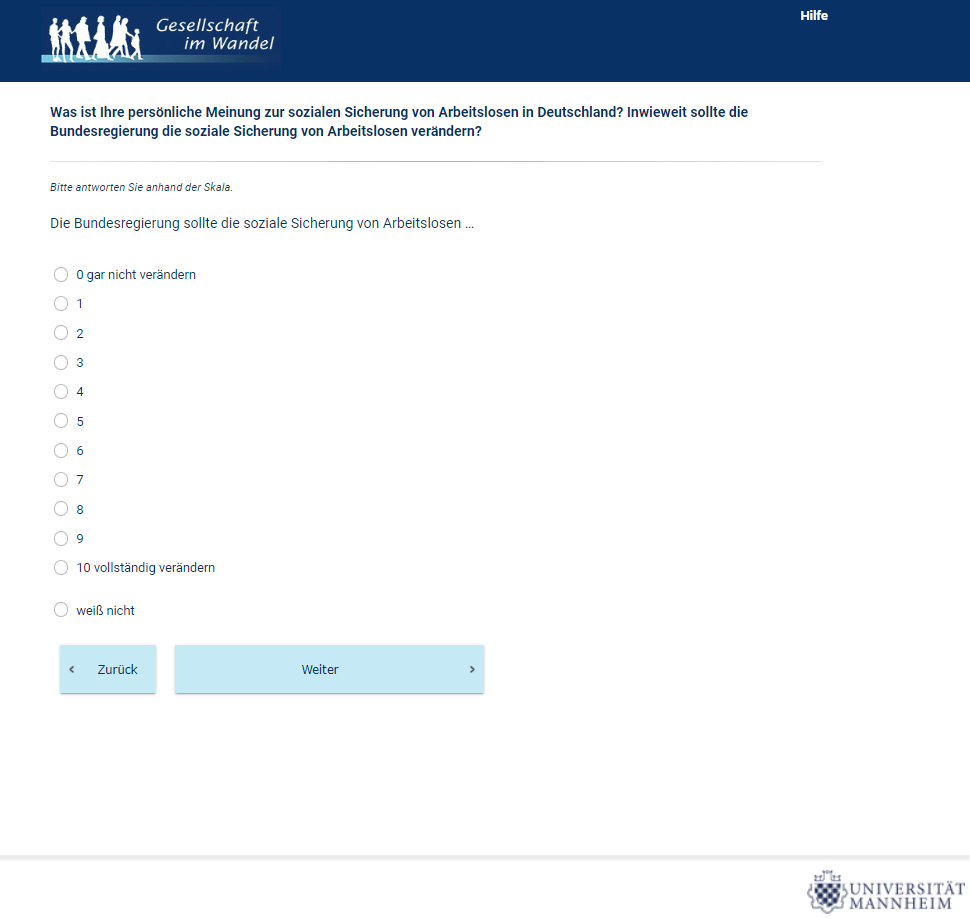 Gesellschaft
im Wandel
Hilfe
Was ist Ihre persönliche Meinung zur sozialen Sicherung von Arbeitslosen in Deutschland? Inwieweit sollte die
Bundesregierung die soziale Sicherung von Arbeitslosen verändern?
Bitte antworten Sie anhand der Skala.
Die Bundesregierung sollte die soziale Sicherung von Arbeitslosen ...
0 gar nicht verändern
1
2
3
4
5
6
7
8
9
10 vollständig verändern
weiß nicht
‹ Zurück
Weiter ›
UNIVERSITÄT
MANNHEIM